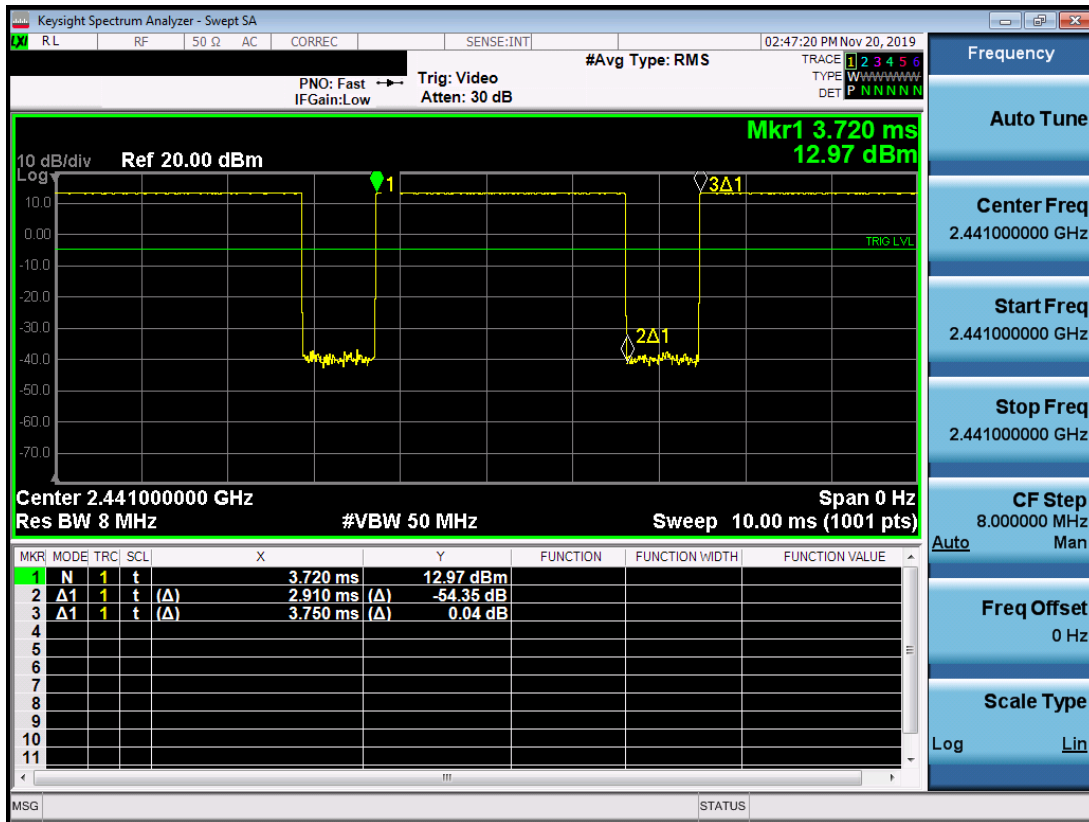 Keysight Spectrum Analyzer - Swept SA
LXI RL RF 50 Ω AC CORREC SENSE:INT 02:47:20 PM Nov 20, 2019
#Avg Type: RMS
TRACE 1 2 3 4 5 6
PNO: Fast Trig: Video
TYPE WWWWWW
IFGain:Low Atten: 30 dB
DET P N N N N N
Mkr1 3.720 ms
12.97 dBm
10 dB/div Ref 20.00 dBm
Log
1
3Δ1
10.0
0.00
TRIG LVL
-10.0
-20.0
-30.0
2Δ1
-40.0
-50.0
-60.0
-70.0
Center 2.441000000 GHz Span 0 Hz
Res BW 8 MHz #VBW 50 MHz Sweep 10.00 ms (1001 pts)
MKR MODE TRC SCL X Y FUNCTION FUNCTION WIDTH FUNCTION VALUE
1 N 1 t 3.720 ms 12.97 dBm
2 Δ1 1 t (Δ) 2.910 ms (Δ) -54.35 dB
3 Δ1 1 t (Δ) 3.750 ms (Δ) 0.04 dB
4
5
6
7
8
9
10
11
MSG STATUS
Frequency
Auto Tune
Center Freq
2.441000000 GHz
Start Freq
2.441000000 GHz
Stop Freq
2.441000000 GHz
CF Step
8.000000 MHz
Auto Man
Freq Offset
0 Hz
Scale Type
Log Lin